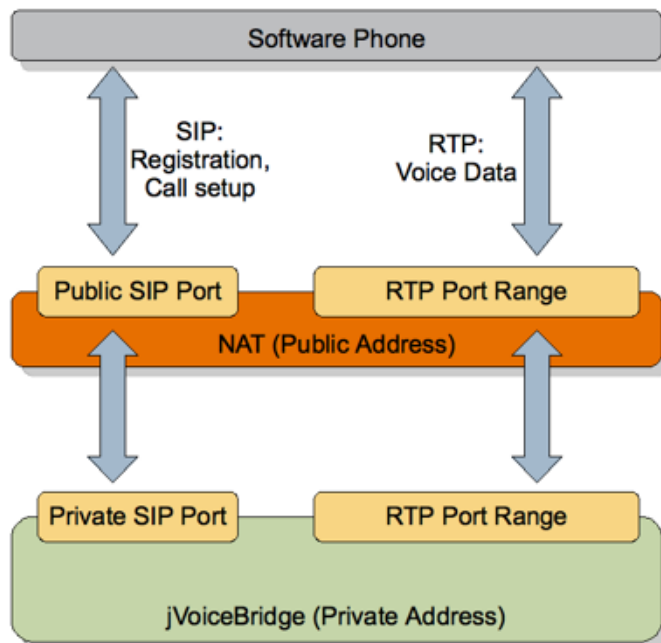 Software Phone
SIP:
Registration,
Call setup
RTP:
Voice Data
Public SIP Port
RTP Port Range
NAT (Public Address)
Private SIP Port
RTP Port Range
jVoiceBridge (Private Address)